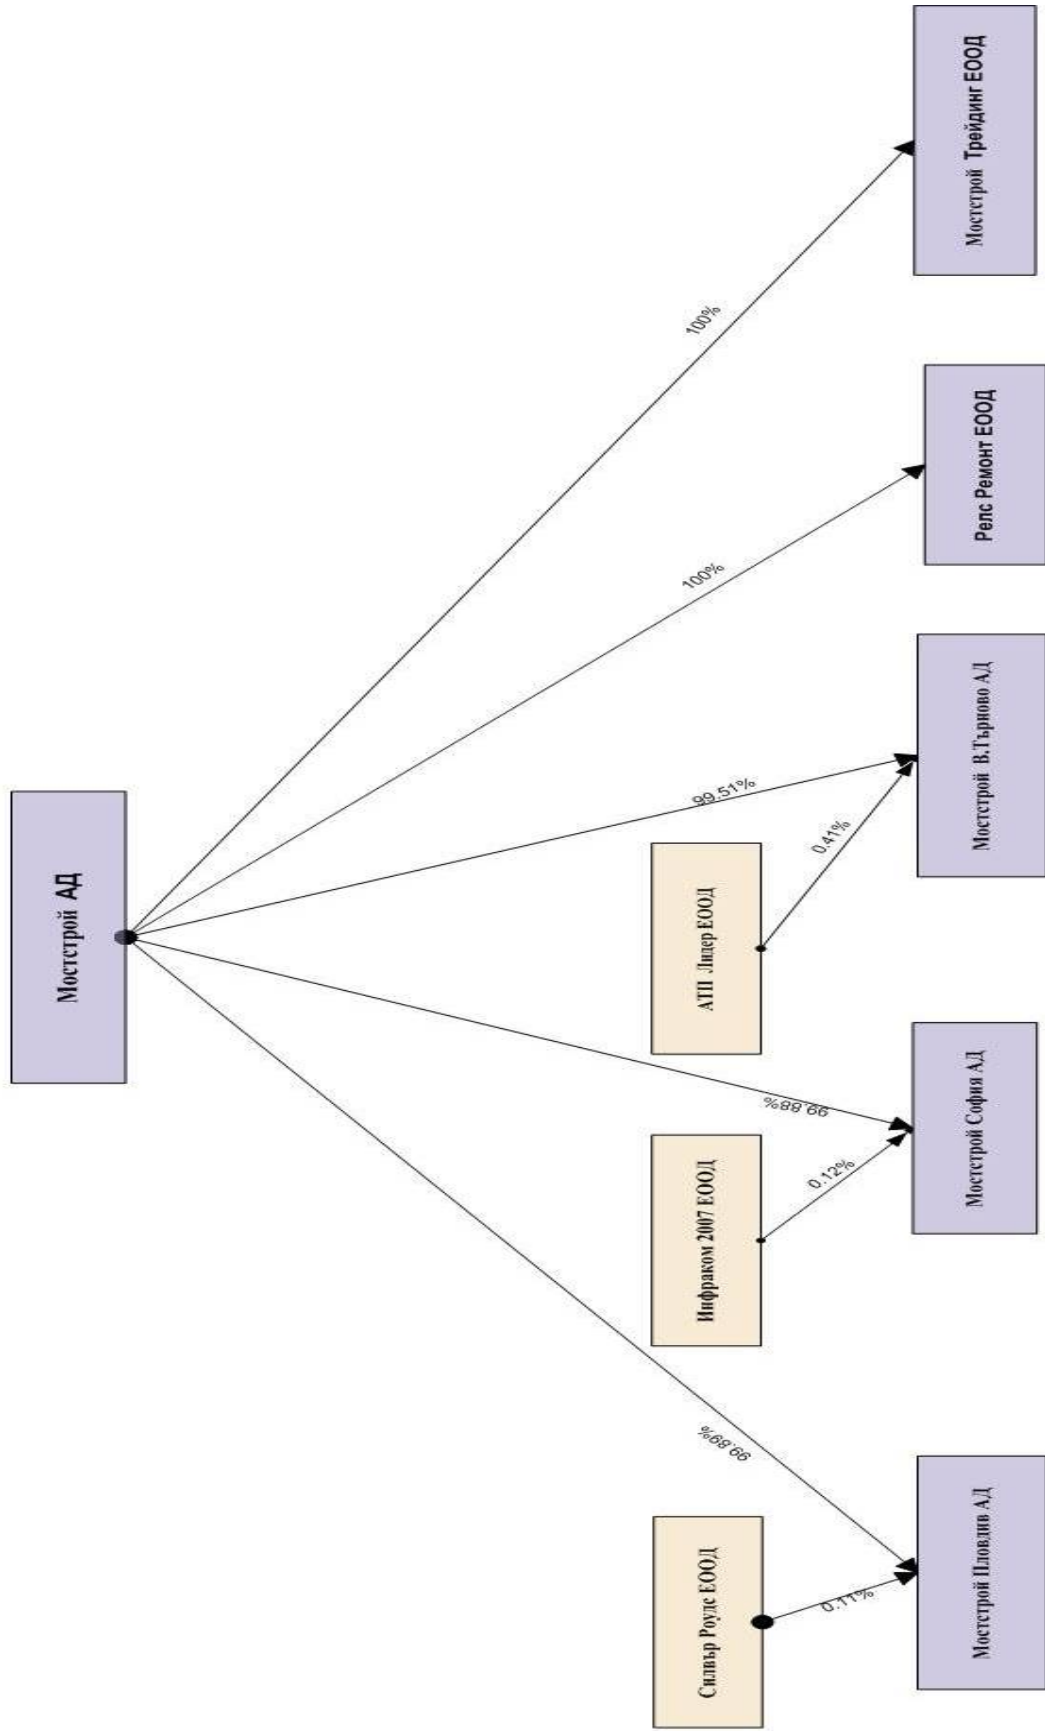 Мостстрой АД
100%
100%
99.51%
99.88%
99.89%
0.41%
0.12%
0.11%
Силвър Роудс ЕООД
Инфраком 2007 ЕООД
АТП Лидер ЕООД
Мостстрой Пловдив АД
Мостстрой София АД
Мостстрой В.Търново АД
Релс Ремонт ЕООД
Мостстрой Трейдинг ЕООД